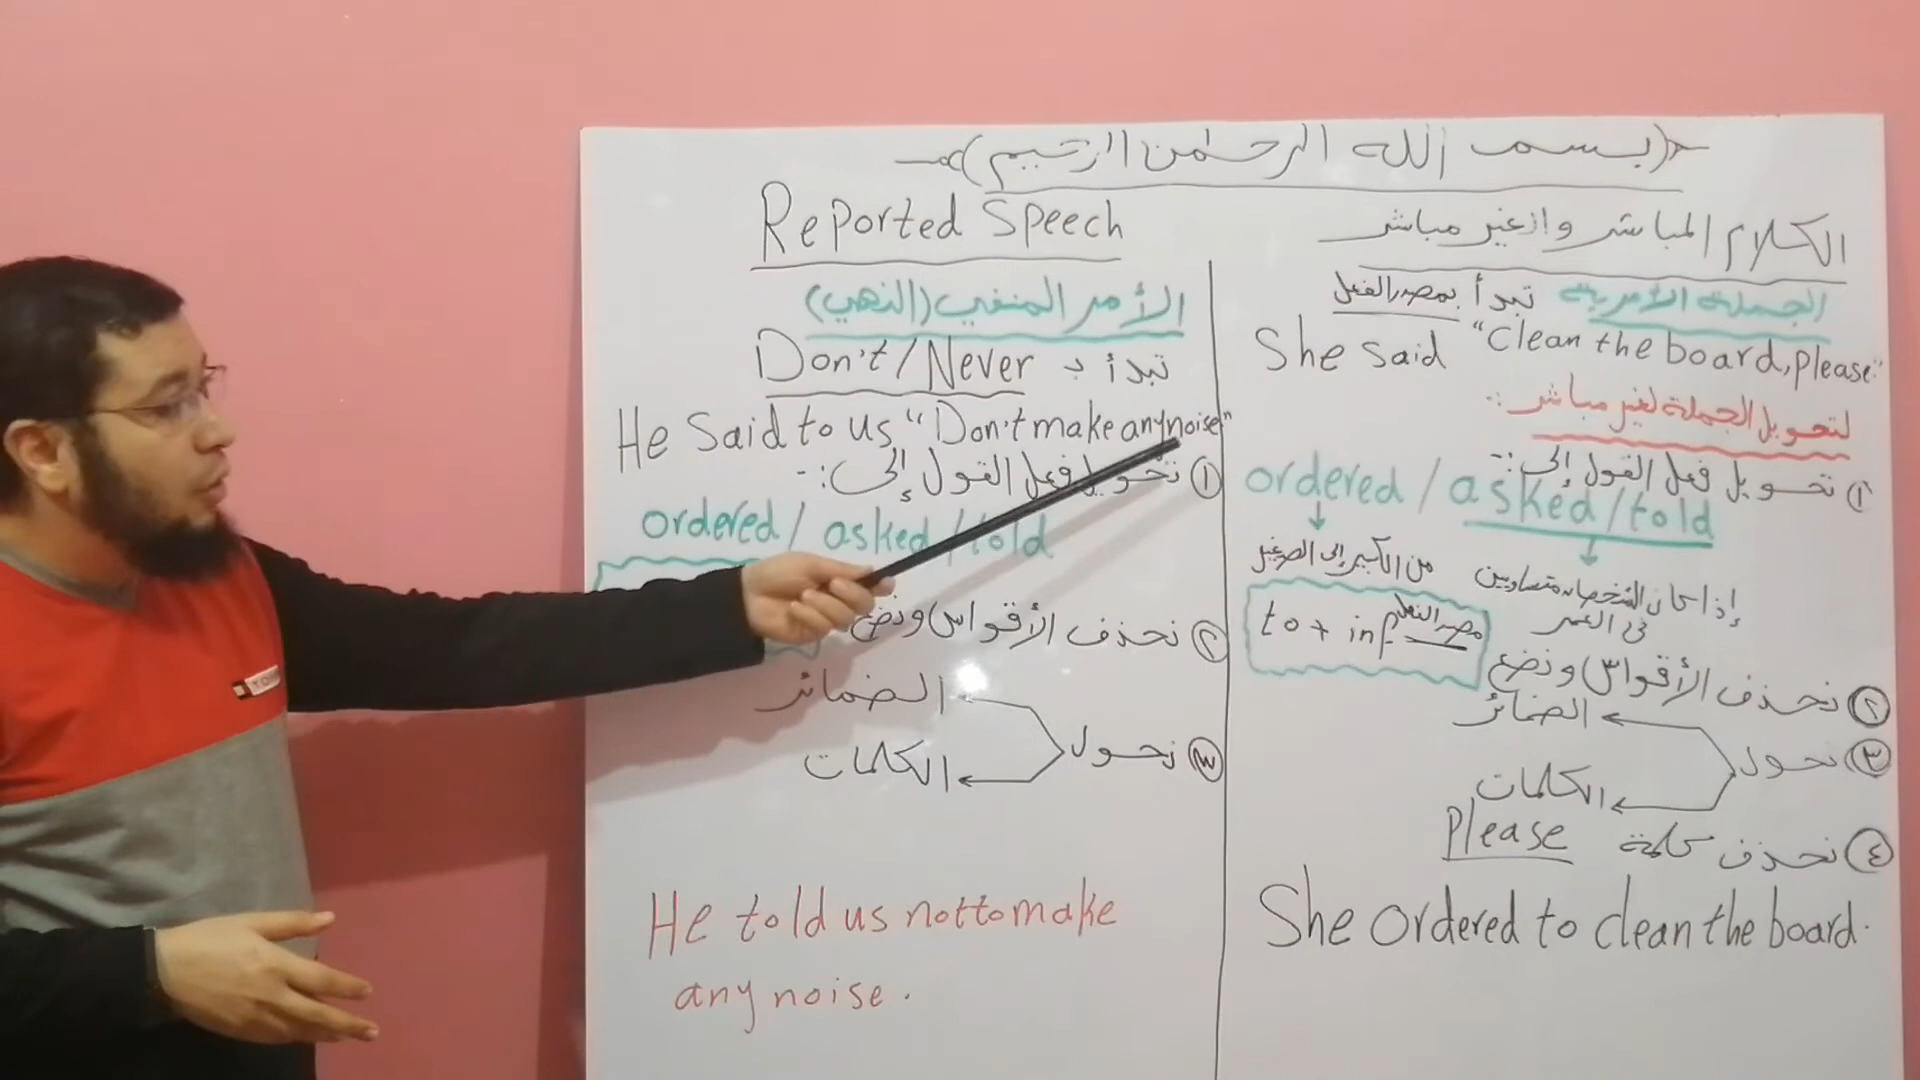 بسم الله الرحمن الرحيم
Reported Speech
الكلام المباشر والغير مباشر
الجملة الأمرية تبدأ بمصدر الفعل
She said "Clean the board, please."
لتحويل الجملة لغير مباشر :-
١ تحويل فعل القول إلى :-
ordered / asked / told
من الكبير إلى الصغير
إذا كان الشخصان متساويين
في العمر
٢ نحذف الأقواس ونضع
to + inf مصدر الفعل
٣ نحول
الضمائر
الكلمات
٤ نحذف كلمة Please
She ordered to clean the board.
الأمر المنفي (النهي)
تبدأ بـ Don't / Never
He said to us "Don't make any noise"
١ تحويل فعل القول إلى :-
ordered / asked / told
٢ نحذف الأقواس ونضع
٣ نحول
الضمائر
الكلمات
He told us not to make
any noise.